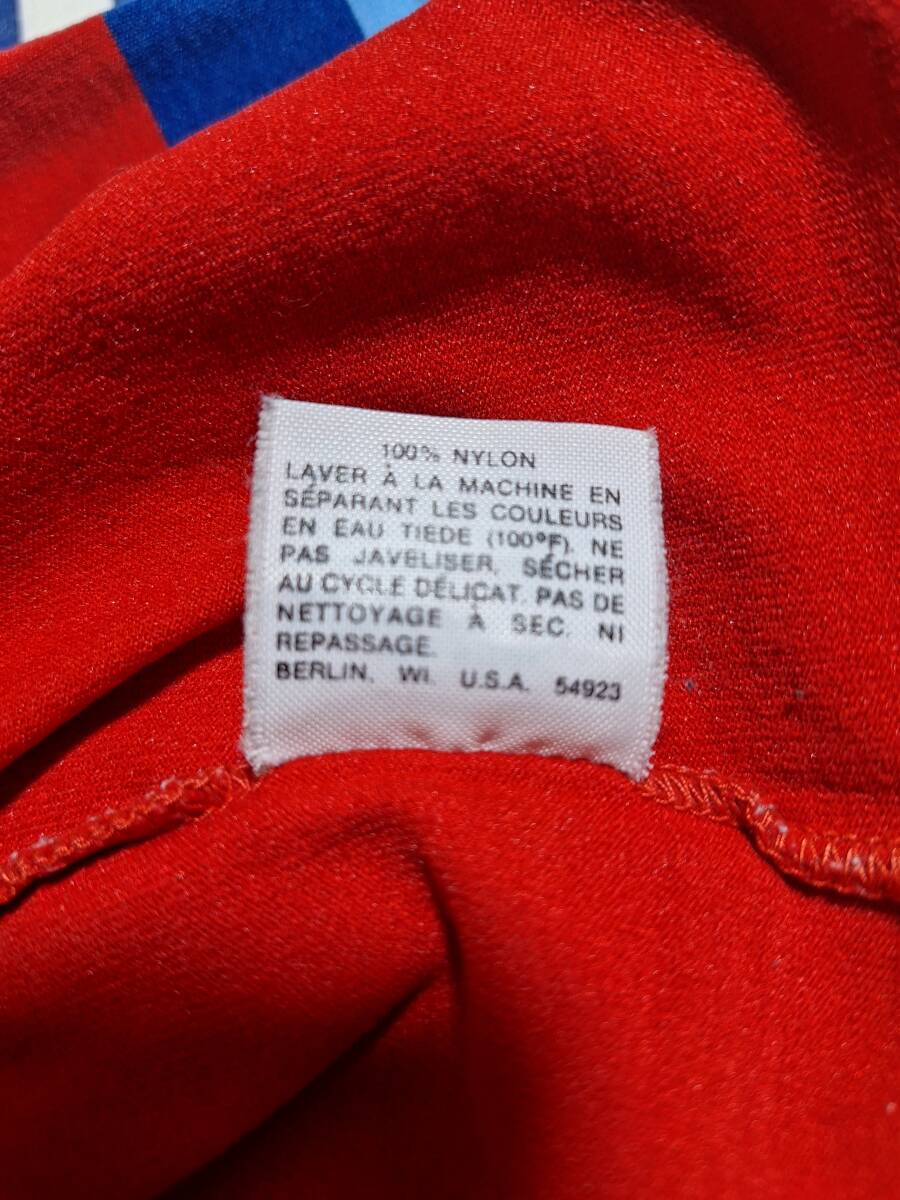 100% NYLON
LAVER À LA MACHINE EN
SÉPARANT LES COULEURS
EN EAU TIEDE (100ºF). NE
PAS JAVELISER, SÉCHER
AU CYCLE DÉLICAT. PAS DE
NETTOYAGE À SEC. NI
REPASSAGE.
BERLIN, WI. U.S.A. 54923